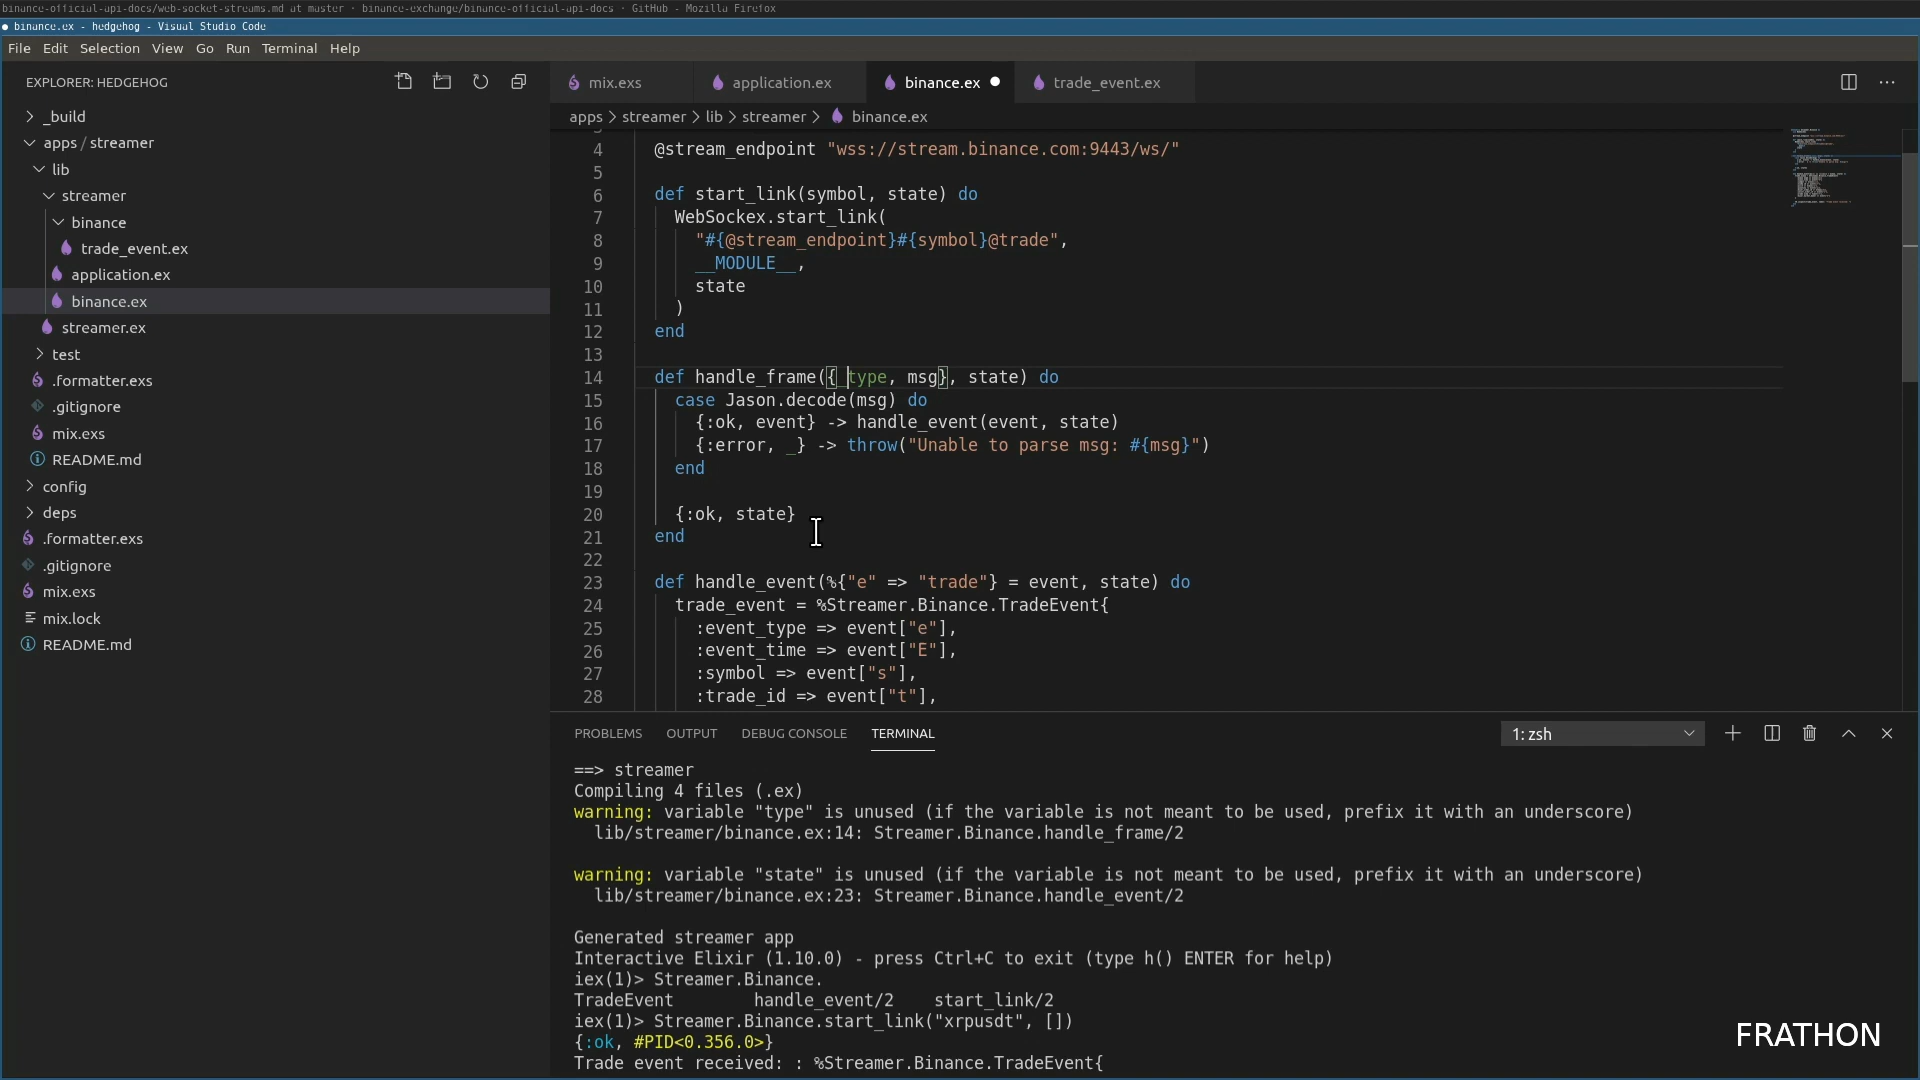 binance-official-api-docs/web-socket-streams.md at master · binance-exchange/binance-official-api-docs · GitHub - Mozilla Firefox
● binance.ex - hedgehog - Visual Studio Code
File Edit Selection View Go Run Terminal Help
EXPLORER: HEDGEHOG
_build
apps / streamer
lib
streamer
binance
trade_event.ex
application.ex
binance.ex
streamer.ex
test
.formatter.exs
.gitignore
mix.exs
README.md
config
deps
.formatter.exs
.gitignore
mix.exs
mix.lock
README.md
mix.exs application.ex binance.ex ● trade_event.ex
apps > streamer > lib > streamer > binance.ex
4 @stream_endpoint "wss://stream.binance.com:9443/ws/"
5
6 def start_link(symbol, state) do
7 WebSockex.start_link(
8 "#{@stream_endpoint}#{symbol}@trade",
9 __MODULE__,
10 state
11 )
12 end
13
14 def handle_frame({_type, msg}, state) do
15 case Jason.decode(msg) do
16 {:ok, event} -> handle_event(event, state)
17 {:error, _} -> throw("Unable to parse msg: #{msg}")
18 end
19
20 {:ok, state}
21 end
22
23 def handle_event(%{"e" => "trade"} = event, state) do
24 trade_event = %Streamer.Binance.TradeEvent{
25 :event_type => event["e"],
26 :event_time => event["E"],
27 :symbol => event["s"],
28 :trade_id => event["t"],
PROBLEMS OUTPUT DEBUG CONSOLE TERMINAL 1: zsh
==> streamer
Compiling 4 files (.ex)
warning: variable "type" is unused (if the variable is not meant to be used, prefix it with an underscore)
lib/streamer/binance.ex:14: Streamer.Binance.handle_frame/2
warning: variable "state" is unused (if the variable is not meant to be used, prefix it with an underscore)
lib/streamer/binance.ex:23: Streamer.Binance.handle_event/2
Generated streamer app
Interactive Elixir (1.10.0) - press Ctrl+C to exit (type h() ENTER for help)
iex(1)> Streamer.Binance.
TradeEvent handle_event/2 start_link/2
iex(1)> Streamer.Binance.start_link("xrpusdt", [])
{:ok, #PID<0.356.0>}
Trade event received: : %Streamer.Binance.TradeEvent{
FRATHON